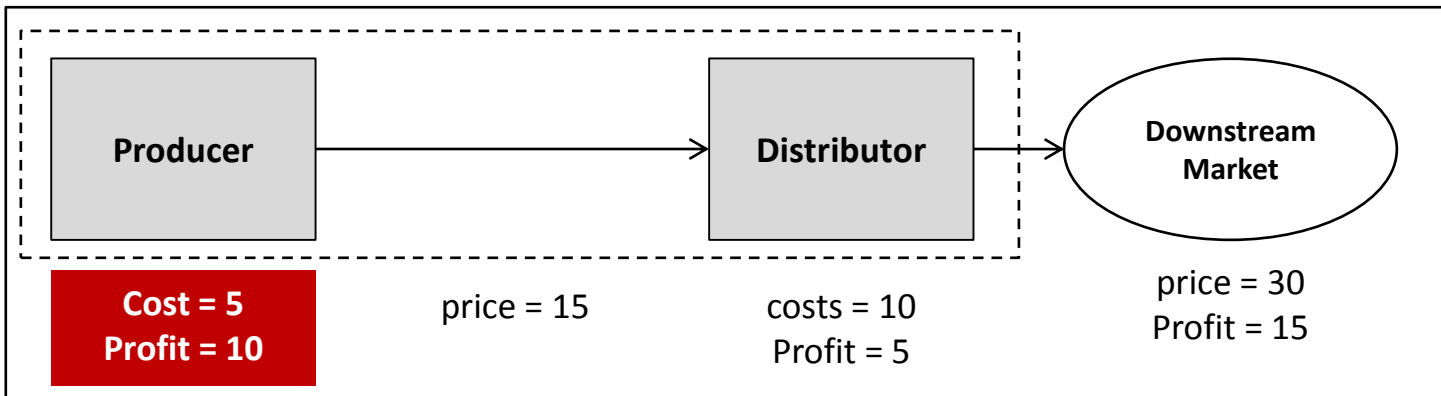 Producer
Distributor
Downstream
Market
Cost = 5
Profit = 10
price = 15
costs = 10
Profit = 5
price = 30
Profit = 15